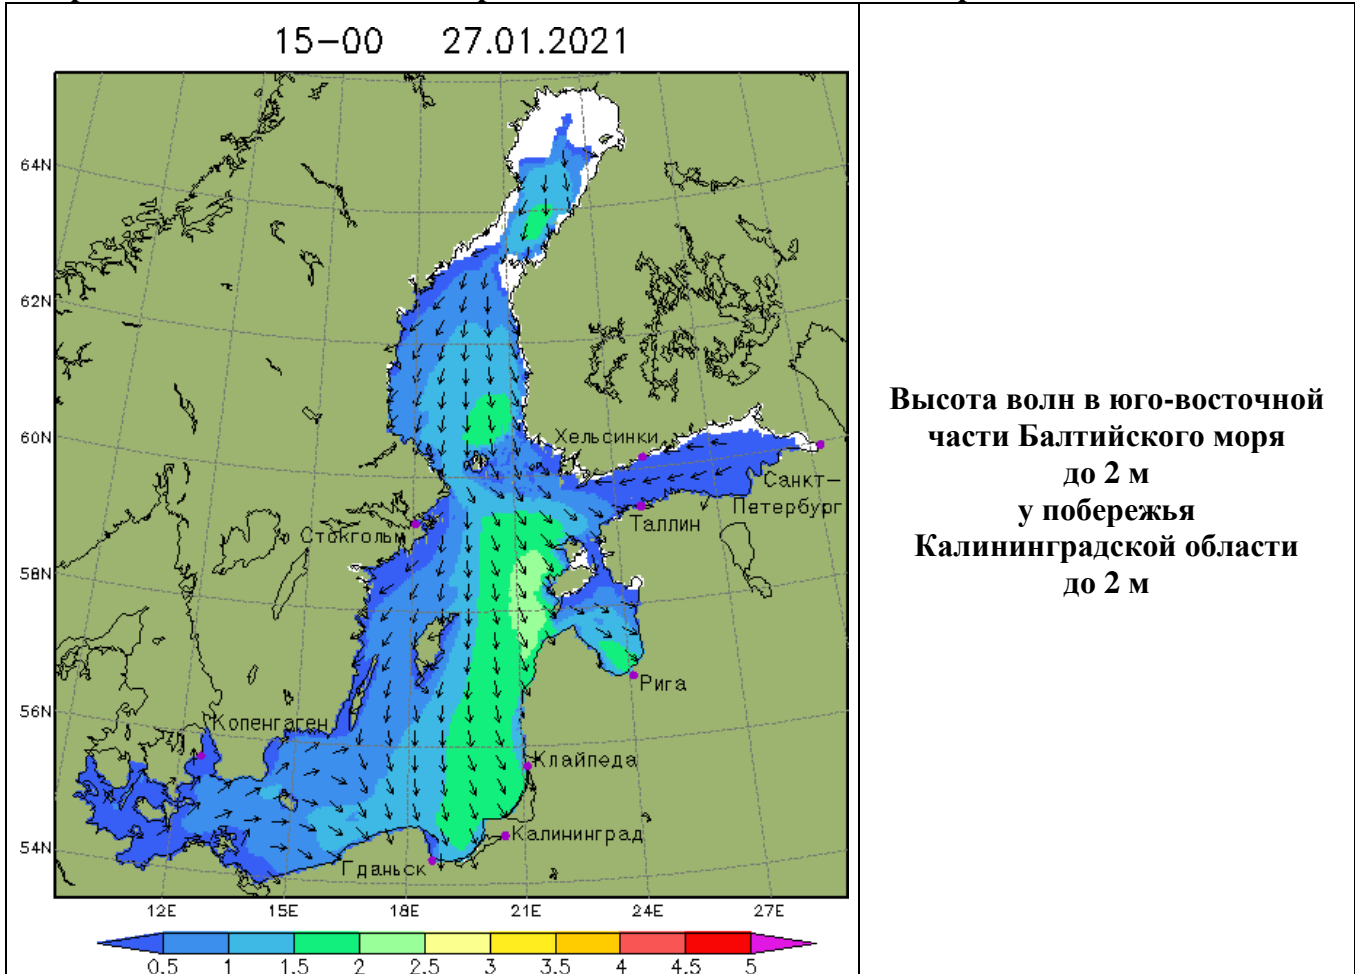 15-00 27.01.2021
64N
62N
60N
58N
56N
54N
Хельсинки
Санкт-
Петербург
Таллин
Стокгольм
Рига
Копенгаген
Клайпеда
Калининград
Гданьск
12E 15E 18E 21E 24E 27E
0.5 1 1.5 2 2.5 3 3.5 4 4.5 5
Высота волн в юго-восточной
части Балтийского моря
до 2 м
у побережья
Калининградской области
до 2 м